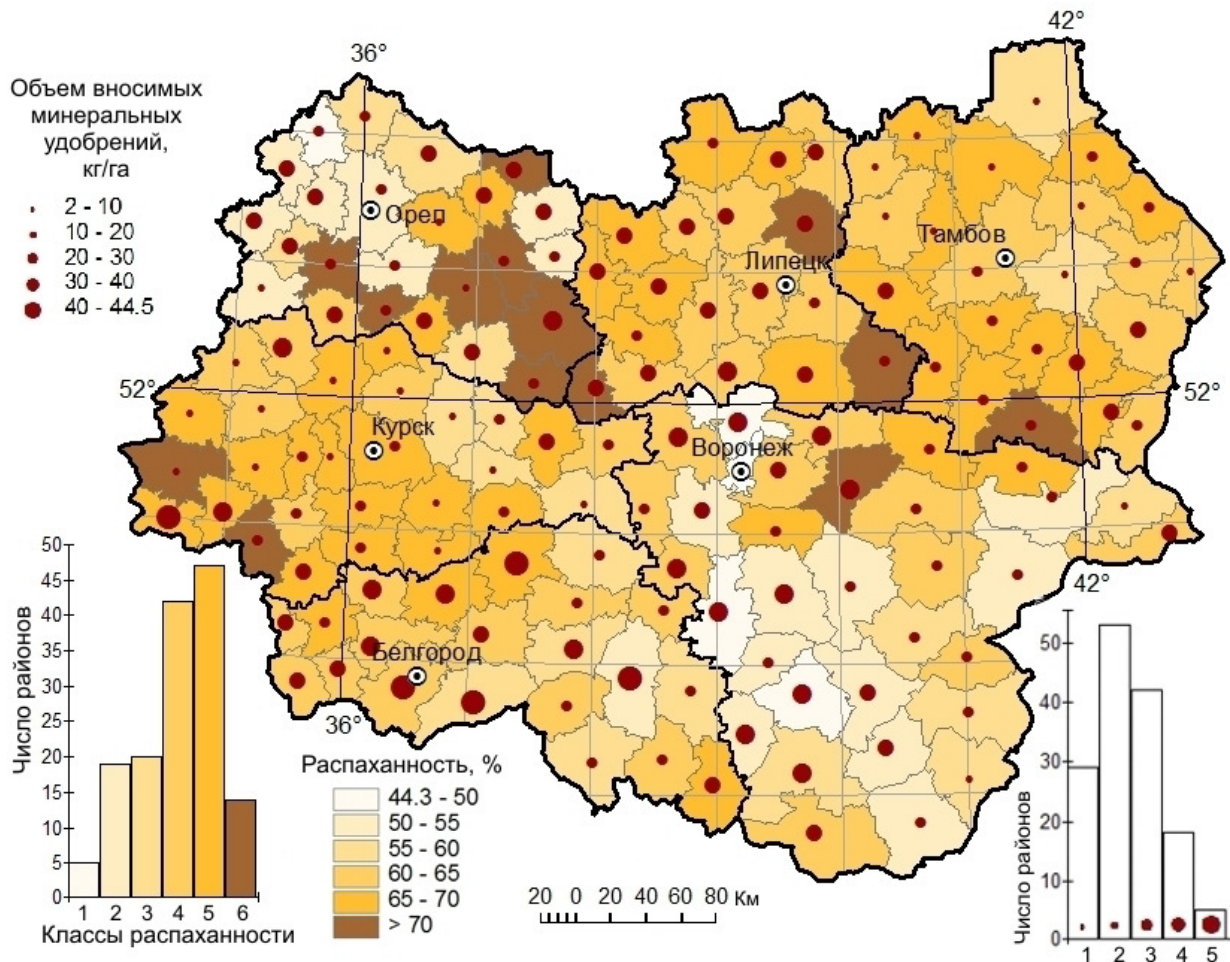 42°
36°
Объем вносимых
минеральных
удобрений,
кг/га
2 - 10
10 - 20
20 - 30
30 - 40
40 - 44.5
Орел
Тамбов
Липецк
52°
52°
Курск
Воронеж
42°
Белгород
36°
Число районов
50
45
40
35
30
25
20
15
10
5
0
1 2 3 4 5 6
Классы распаханности
Распаханность, %
44.3 - 50
50 - 55
55 - 60
60 - 65
65 - 70
> 70
20 0 20 40 60 80 Км
Число районов
50
40
30
20
10
0
1 2 3 4 5